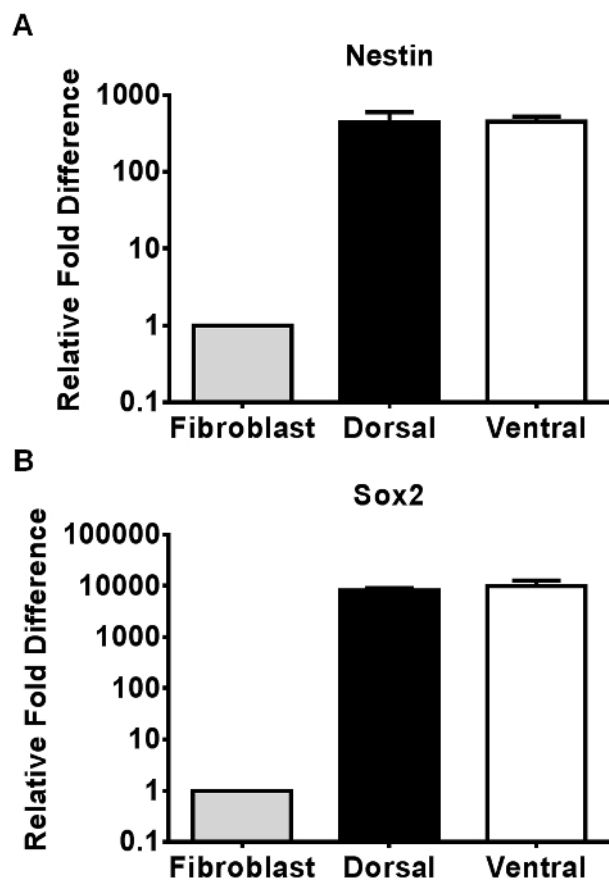 A
Nestin
Relative Fold Difference
1000
100
10
1
0.1
Fibroblast Dorsal Ventral
B
Sox2
Relative Fold Difference
100000
10000
1000
100
10
1
0.1
Fibroblast Dorsal Ventral